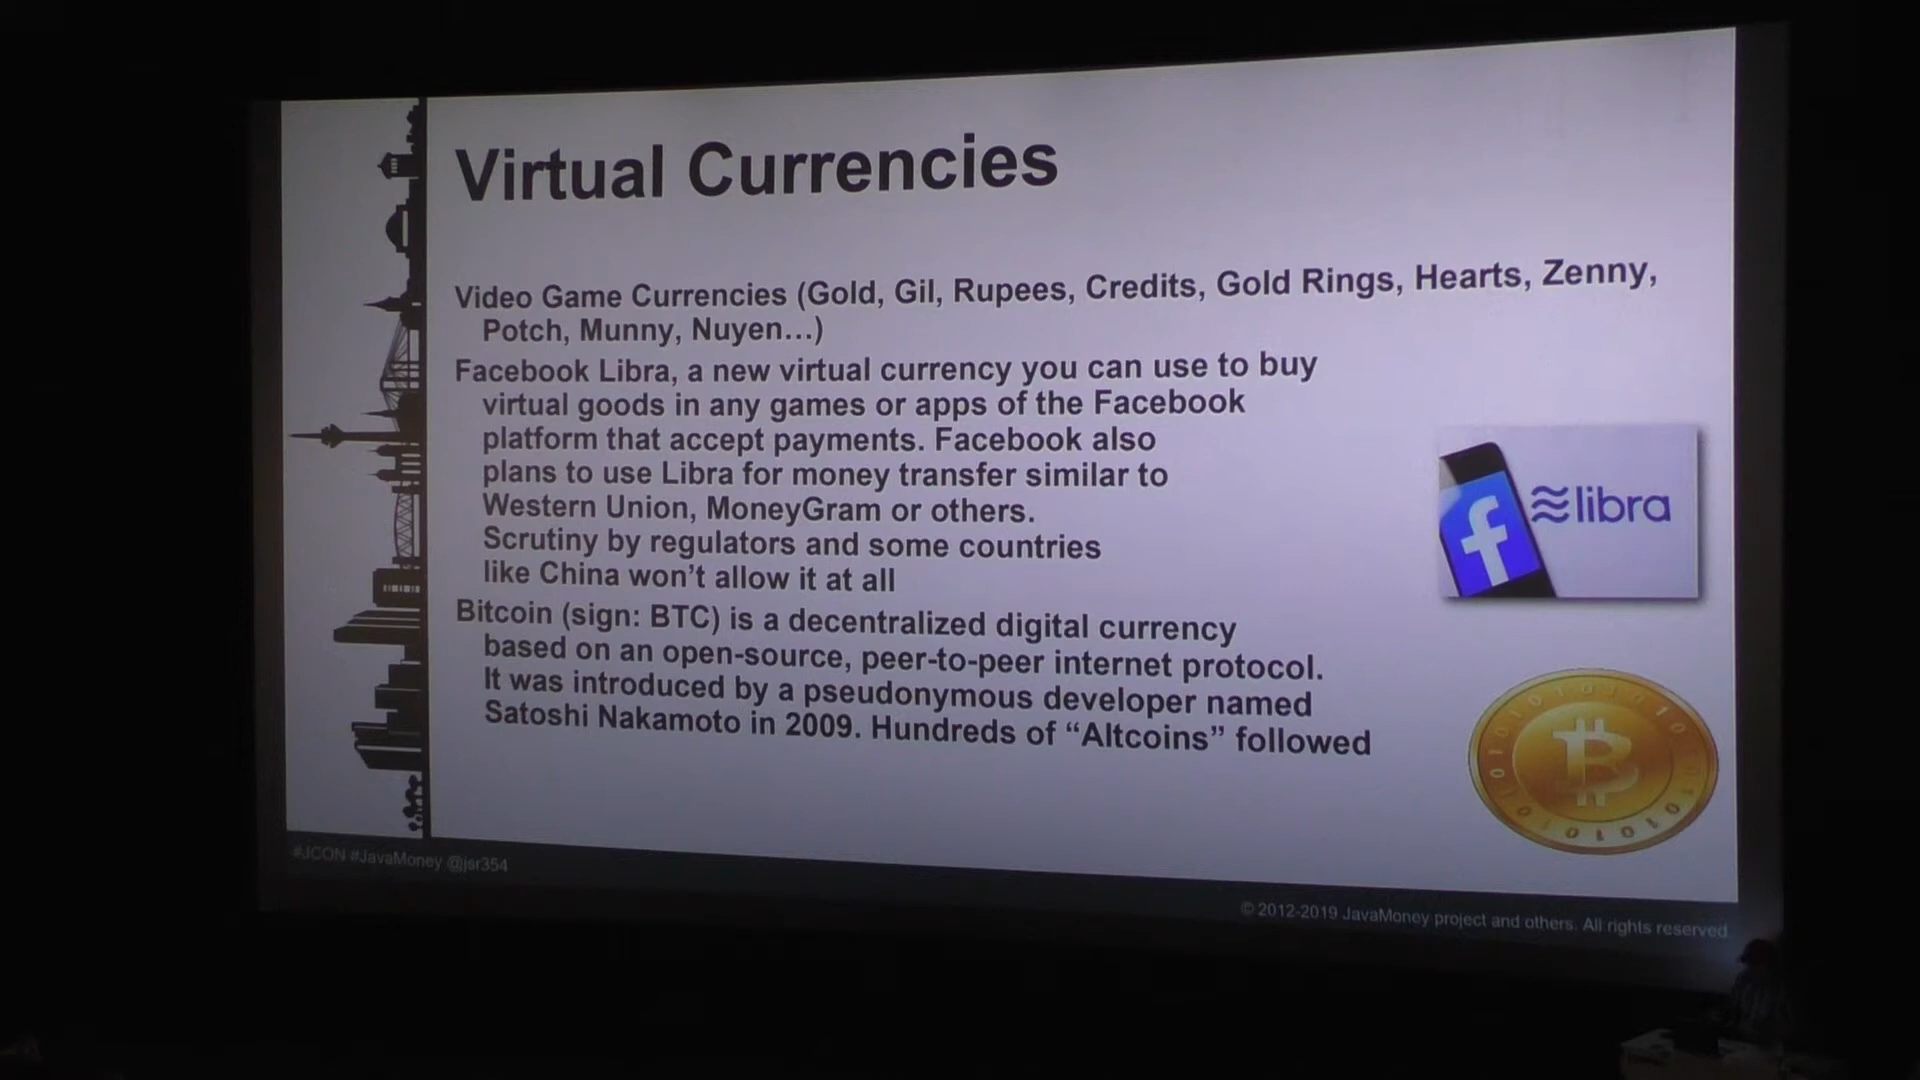 Virtual Currencies
Video Game Currencies (Gold, Gil, Rupees, Credits, Gold Rings, Hearts, Zenny,
Potch, Munny, Nuyen...)
Facebook Libra, a new virtual currency you can use to buy
virtual goods in any games or apps of the Facebook
platform that accept payments. Facebook also
plans to use Libra for money transfer similar to
Western Union, MoneyGram or others.
Scrutiny by regulators and some countries
like China won't allow it at all
f
libra
Bitcoin (sign: BTC) is a decentralized digital currency
based on an open-source, peer-to-peer internet protocol.
It was introduced by a pseudonymous developer named
Satoshi Nakamoto in 2009. Hundreds of “Altcoins” followed
#JCON #JavaMoney @jsr354
© 2012-2019 JavaMoney project and others. All rights reserved